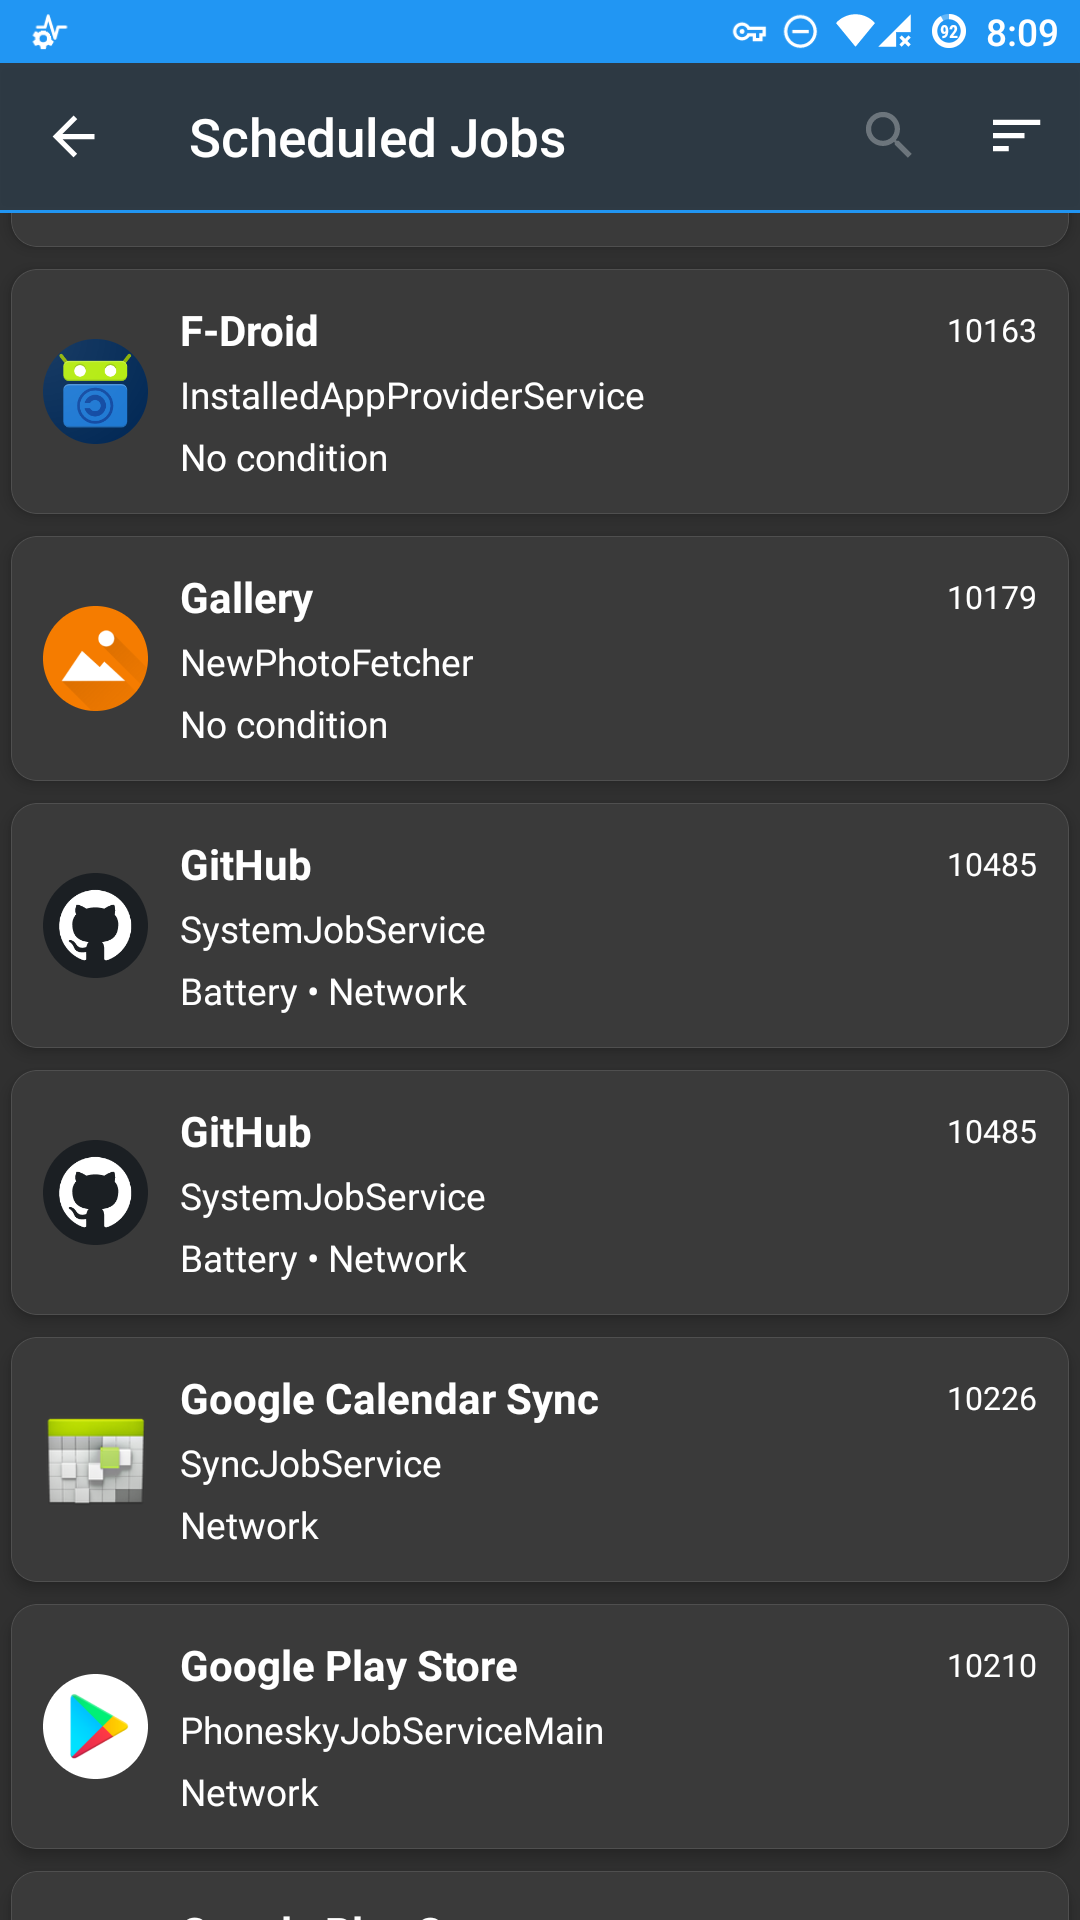 92 8:09
Scheduled Jobs
F-Droid 10163
InstalledAppProviderService
No condition
Gallery 10179
NewPhotoFetcher
No condition
GitHub 10485
SystemJobService
Battery • Network
GitHub 10485
SystemJobService
Battery • Network
Google Calendar Sync 10226
SyncJobService
Network
Google Play Store 10210
PhoneskyJobServiceMain
Network